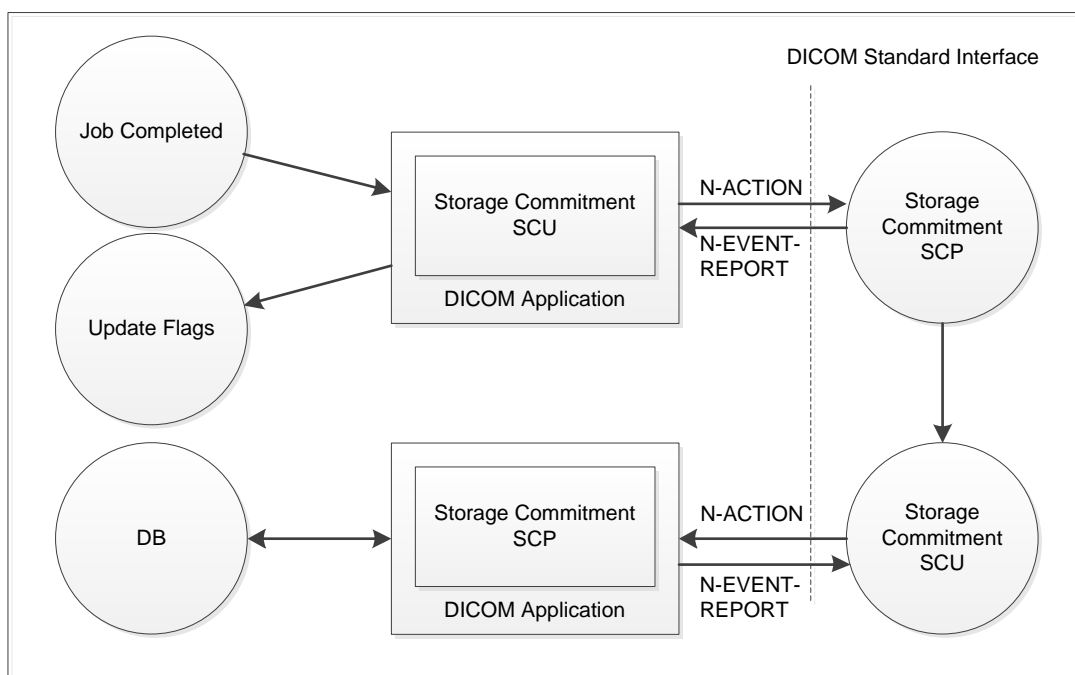 DICOM Standard Interface
Job Completed
Storage Commitment
SCU
DICOM Application
N-ACTION
N-EVENT-
REPORT
Storage
Commitment
SCP
Update Flags
DB
Storage Commitment
SCP
DICOM Application
N-ACTION
N-EVENT-
REPORT
Storage
Commitment
SCU